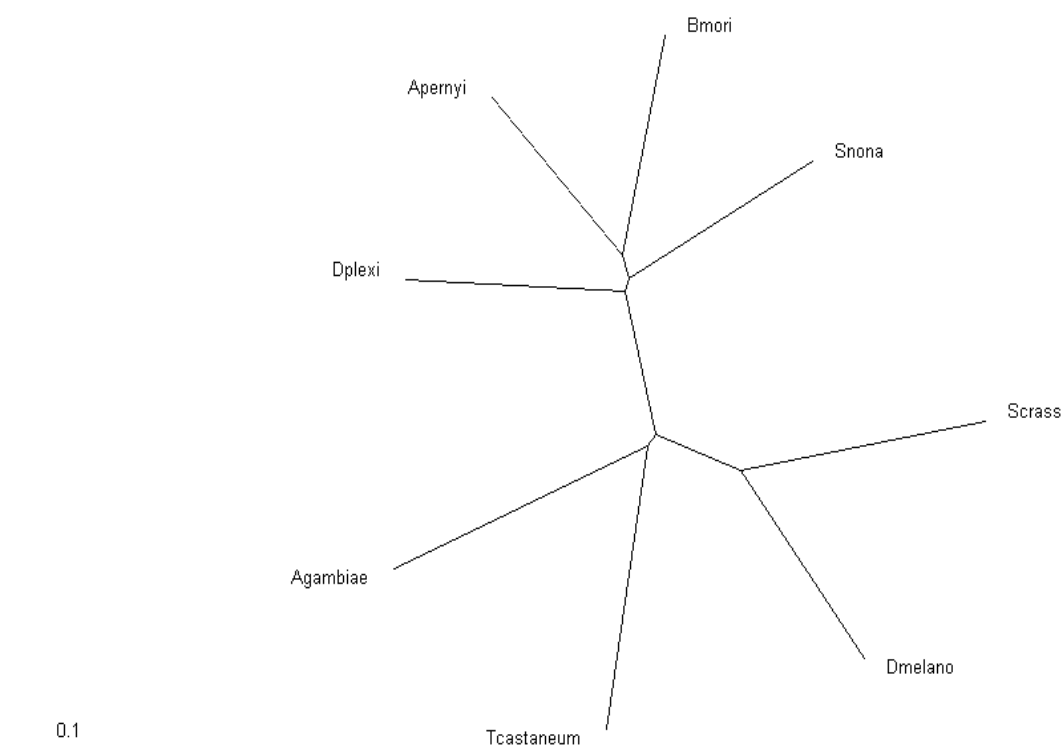 Bmori
Apernyi
Snona
Dplexi
Scrass
Agambiae
Dmelano
0.1
Tcastaneum